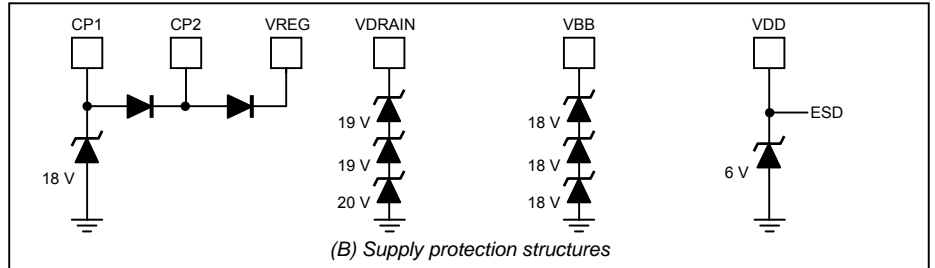 CP1 CP2 VREG VDRAIN VBB VDD
ESD
19 V 18 V
18 V 19 V 18 V 6 V
20 V 18 V
(B) Supply protection structures